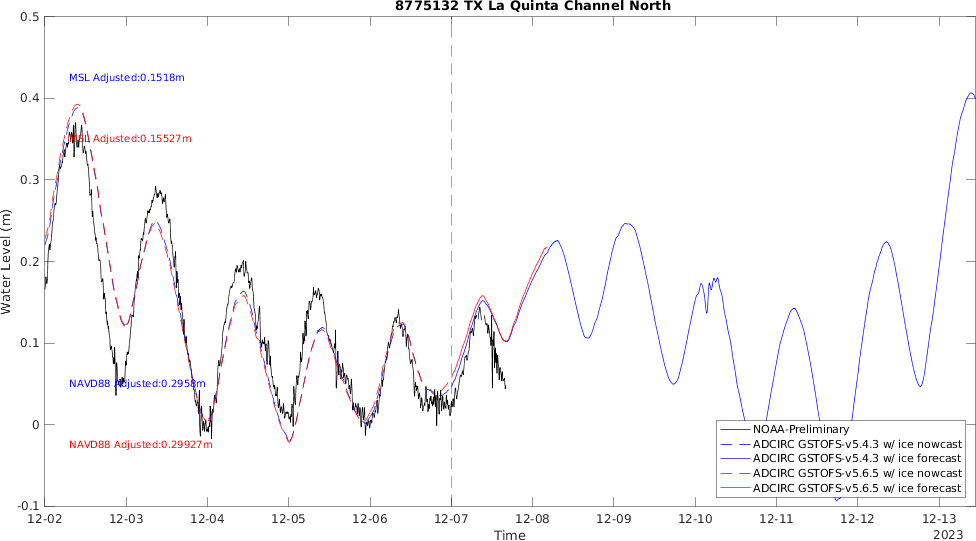 8775132 TX La Quinta Channel North
0.5
0.4
0.3
0.2
0.1
0
-0.1
Water Level (m)
MSL Adjusted:0.1518m
MSL Adjusted:0.15527m
NAVD88 Adjusted:0.2958m
NAVD88 Adjusted:0.29927m
NOAA-Preliminary
ADCIRC GSTOFS-v5.4.3 w/ ice nowcast
ADCIRC GSTOFS-v5.4.3 w/ ice forecast
ADCIRC GSTOFS-v5.6.5 w/ ice nowcast
ADCIRC GSTOFS-v5.6.5 w/ ice forecast
12-02 12-03 12-04 12-05 12-06 12-07 12-08 12-09 12-10 12-11 12-12 12-13
2023
Time